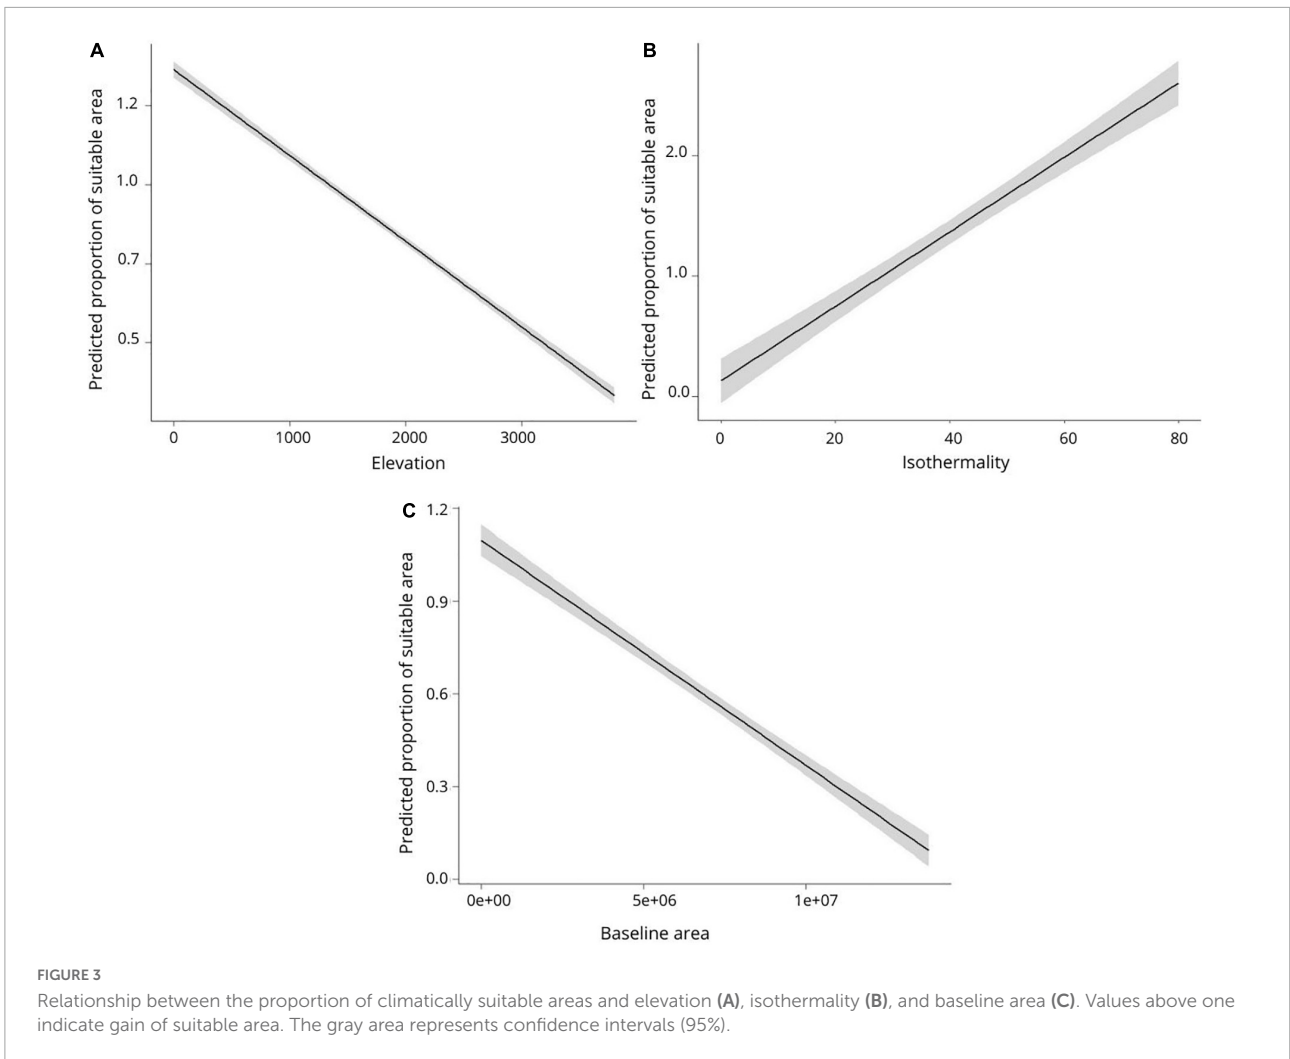 A
Predicted proportion of suitable area
1.2
1.0
0.7
0.5
0
1000
2000
3000
Elevation
B
Predicted proportion of suitable area
2.0
1.0
0.0
0
20
40
60
80
Isothermality
C
Predicted proportion of suitable area
1.2
0.9
0.6
0.3
0.0
0e+00
5e+06
1e+07
Baseline area
FIGURE 3
Relationship between the proportion of climatically suitable areas and elevation (A), isothermality (B), and baseline area (C). Values above one
indicate gain of suitable area. The gray area represents confidence intervals (95%).